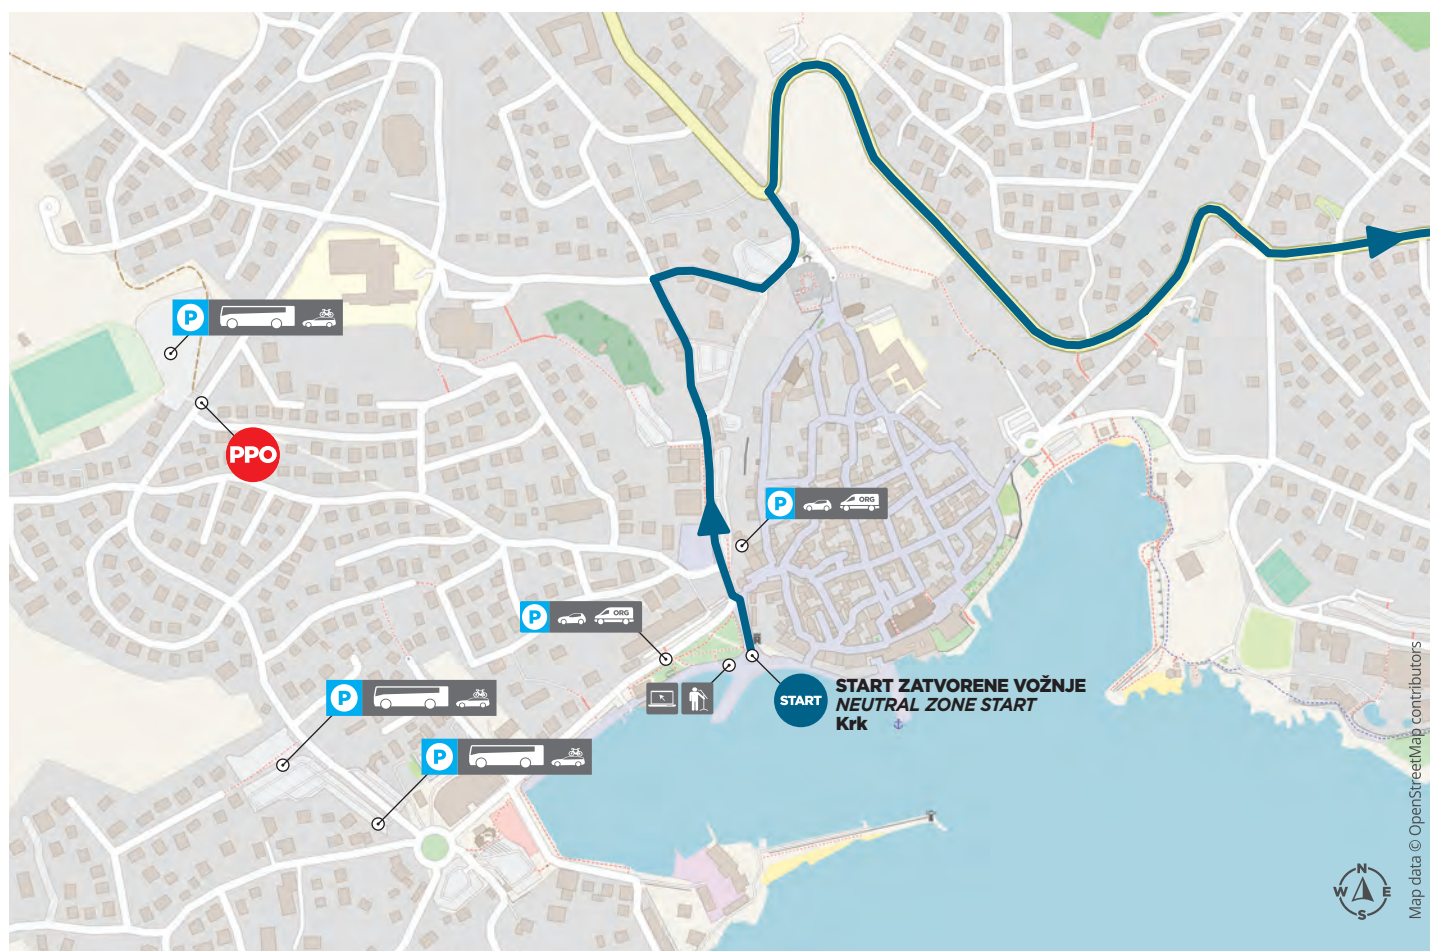 P
PPO
P
ORG
P
ORG
P
P
START
START ZATVORENE VOŽNJE
NEUTRAL ZONE START
Krk
N
W
E
S
Map data © OpenStreetMap contributors